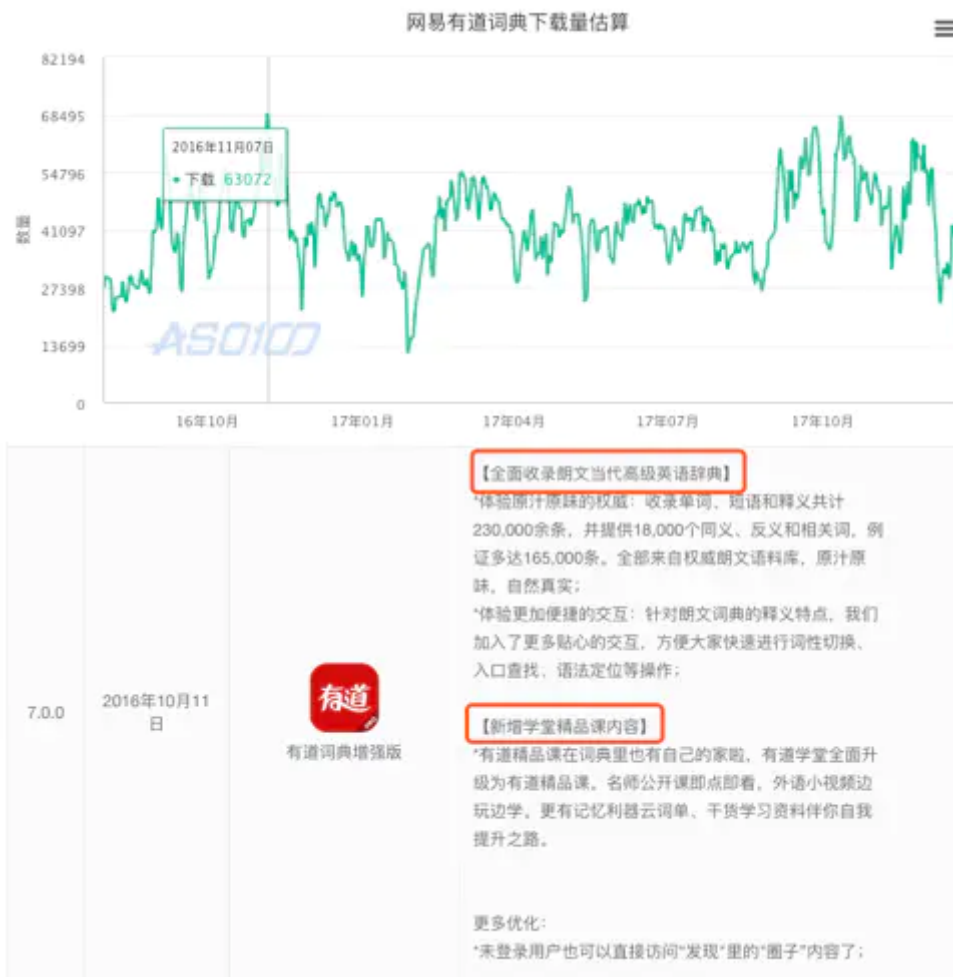 网易有道词典下载量估算
82194
68495
54796
41097
27398
13699
0
数量
2016年11月07日
下载 63072
ASO100
16年10月
17年01月
17年04月
17年07月
17年10月
7.0.0
2016年10月11
日
有道
有道词典增强版
【全面收录朗文当代高级英语辞典】
*体验原汁原味的权威：收录单词、短语和释义共计
230,000余条，并提供18,000个同义、反义和相关词，例
证多达165,000条。全部来自权威朗文语料库，原汁原
味，自然真实；
*体验更加便捷的交互：针对朗文词典的释义特点，我们
加入了更多贴心的交互，方便大家快速进行词性切换、
入口查找、语法定位等操作；
【新增学堂精品课内容】
*有道精品课在词典里也有自己的家啦，有道学堂全面升
级为有道精品课。名师公开课即点即看，外语小视频边
玩边学。更有记忆利器云词单、干货学习资料伴你自我
提升之路。
更多优化：
*未登录用户也可以直接访问“发现”里的“圈子”内容了；